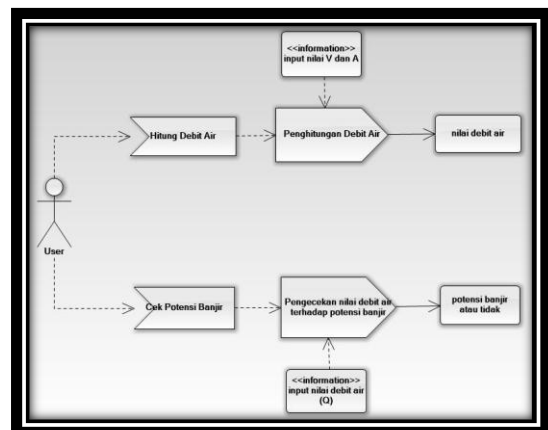 <<information>>
input nilai V dan A
Hitung Debit Air
Penghitungan Debit Air
nilai debit air
User
Cek Potensi Banjir
Pengecekan nilai debit air
terhadap potensi banjir
potensi banjir
atau tidak
<<information>>
input nilai debit air
(Q)